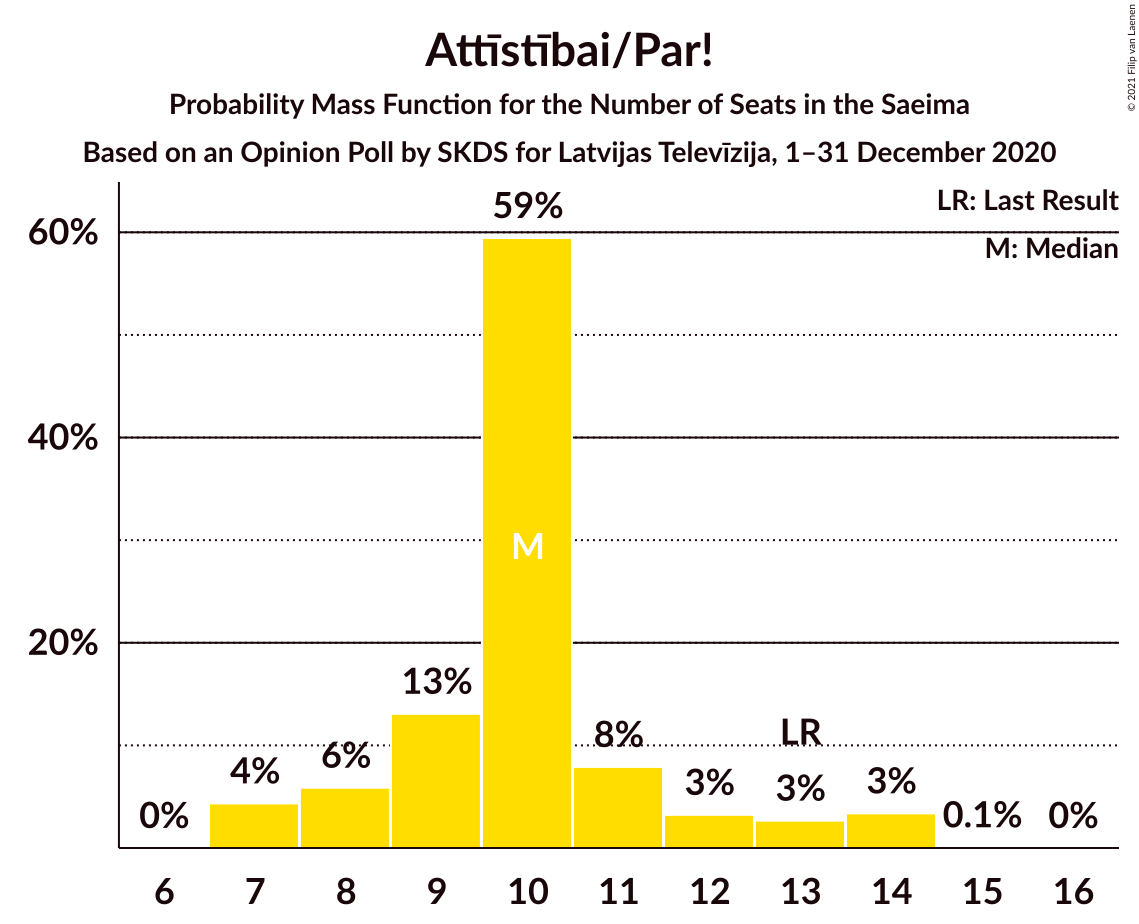 Attīstībai/Par!
Probability Mass Function for the Number of Seats in the Saeima
Based on an Opinion Poll by SKDS for Latvijas Televīzija, 1–31 December 2020
© 2021 Filip van Laenen
LR: Last Result
M: Median
60%
40%
20%
0%
4%
6%
13%
59%
M
8%
3%
LR
3%
3%
0.1%
0%
6 7 8 9 10 11 12 13 14 15 16